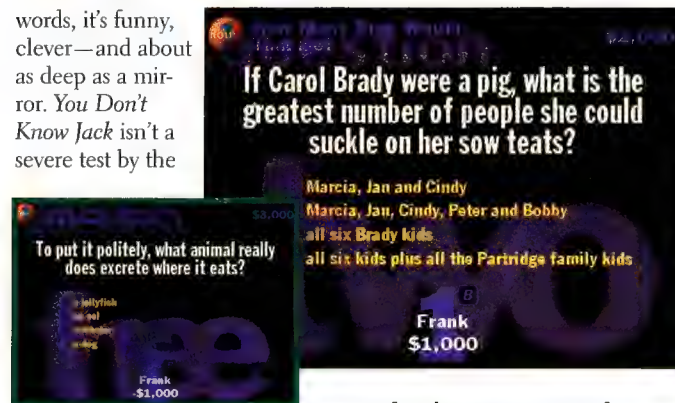 words, it's funny,
clever—and about
as deep as a mir-
ror. You Don't
Know Jack isn't a
severe test by the
If Carol Brady were a pig, what is the
greatest number of people she could
suckle on her sow teats?
Marcia, Jan and Cindy
Marcia, Jan, Cindy, Peter and Bobby
all six Brady kids
all six kids plus all the Partridge family kids
Frank
$1,000
$3,000
To put it politely, what animal really
does excrete where it eats?
jellyfish
Frank
-$1,000